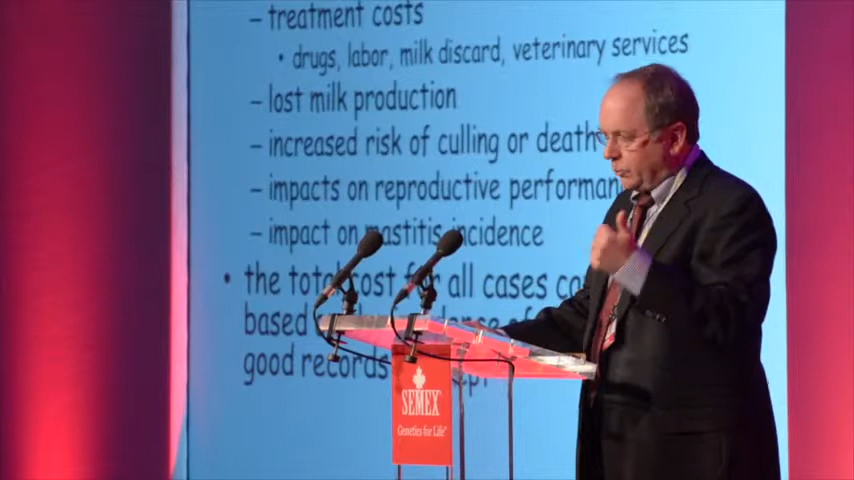 – treatment costs
• drugs, labor, milk discard, veterinary services
– lost milk production
– increased risk of culling or death
– impacts on reproductive performan
– impact on mastitis incidence
• the total cost for all cases
based
good records
SEMEX
Genetics for Life®